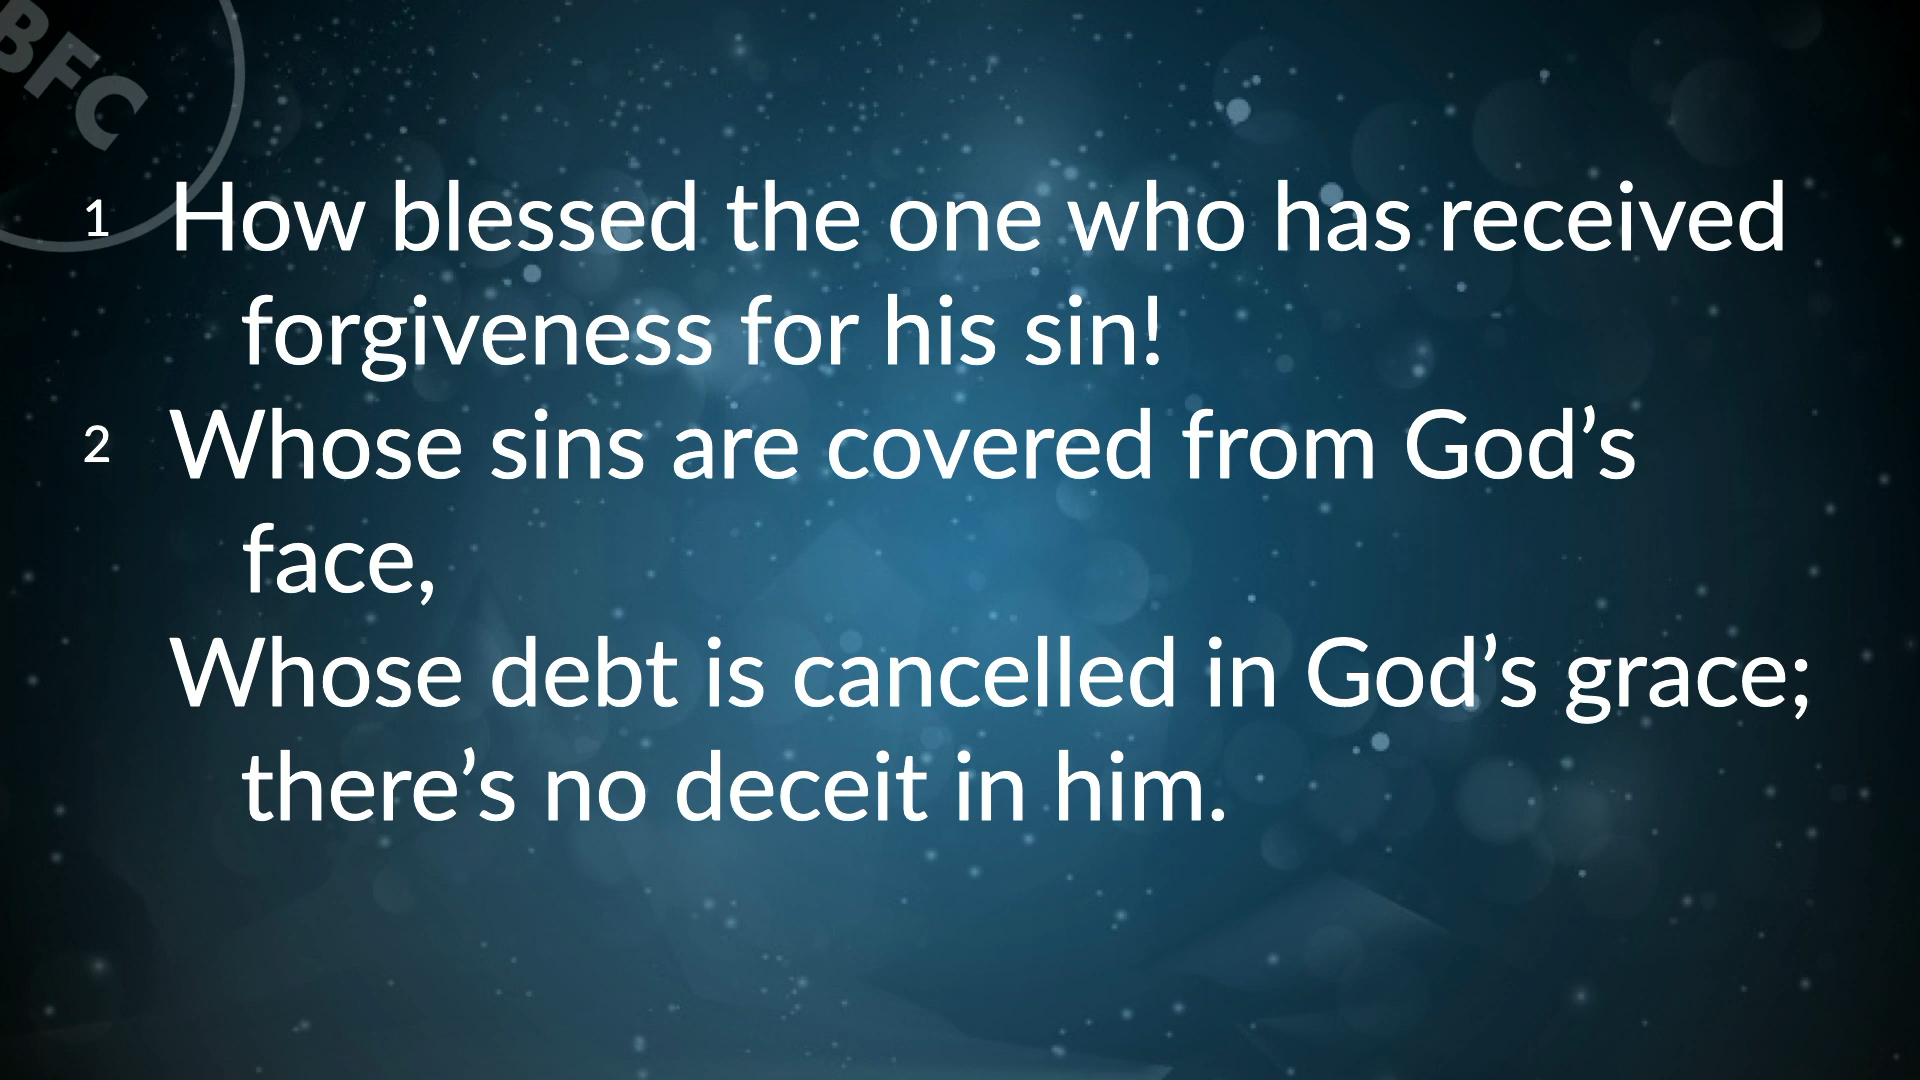 BFC
1 How blessed the one who has received
forgiveness for his sin!
2 Whose sins are covered from God’s
face,
Whose debt is cancelled in God’s grace;
there’s no deceit in him.